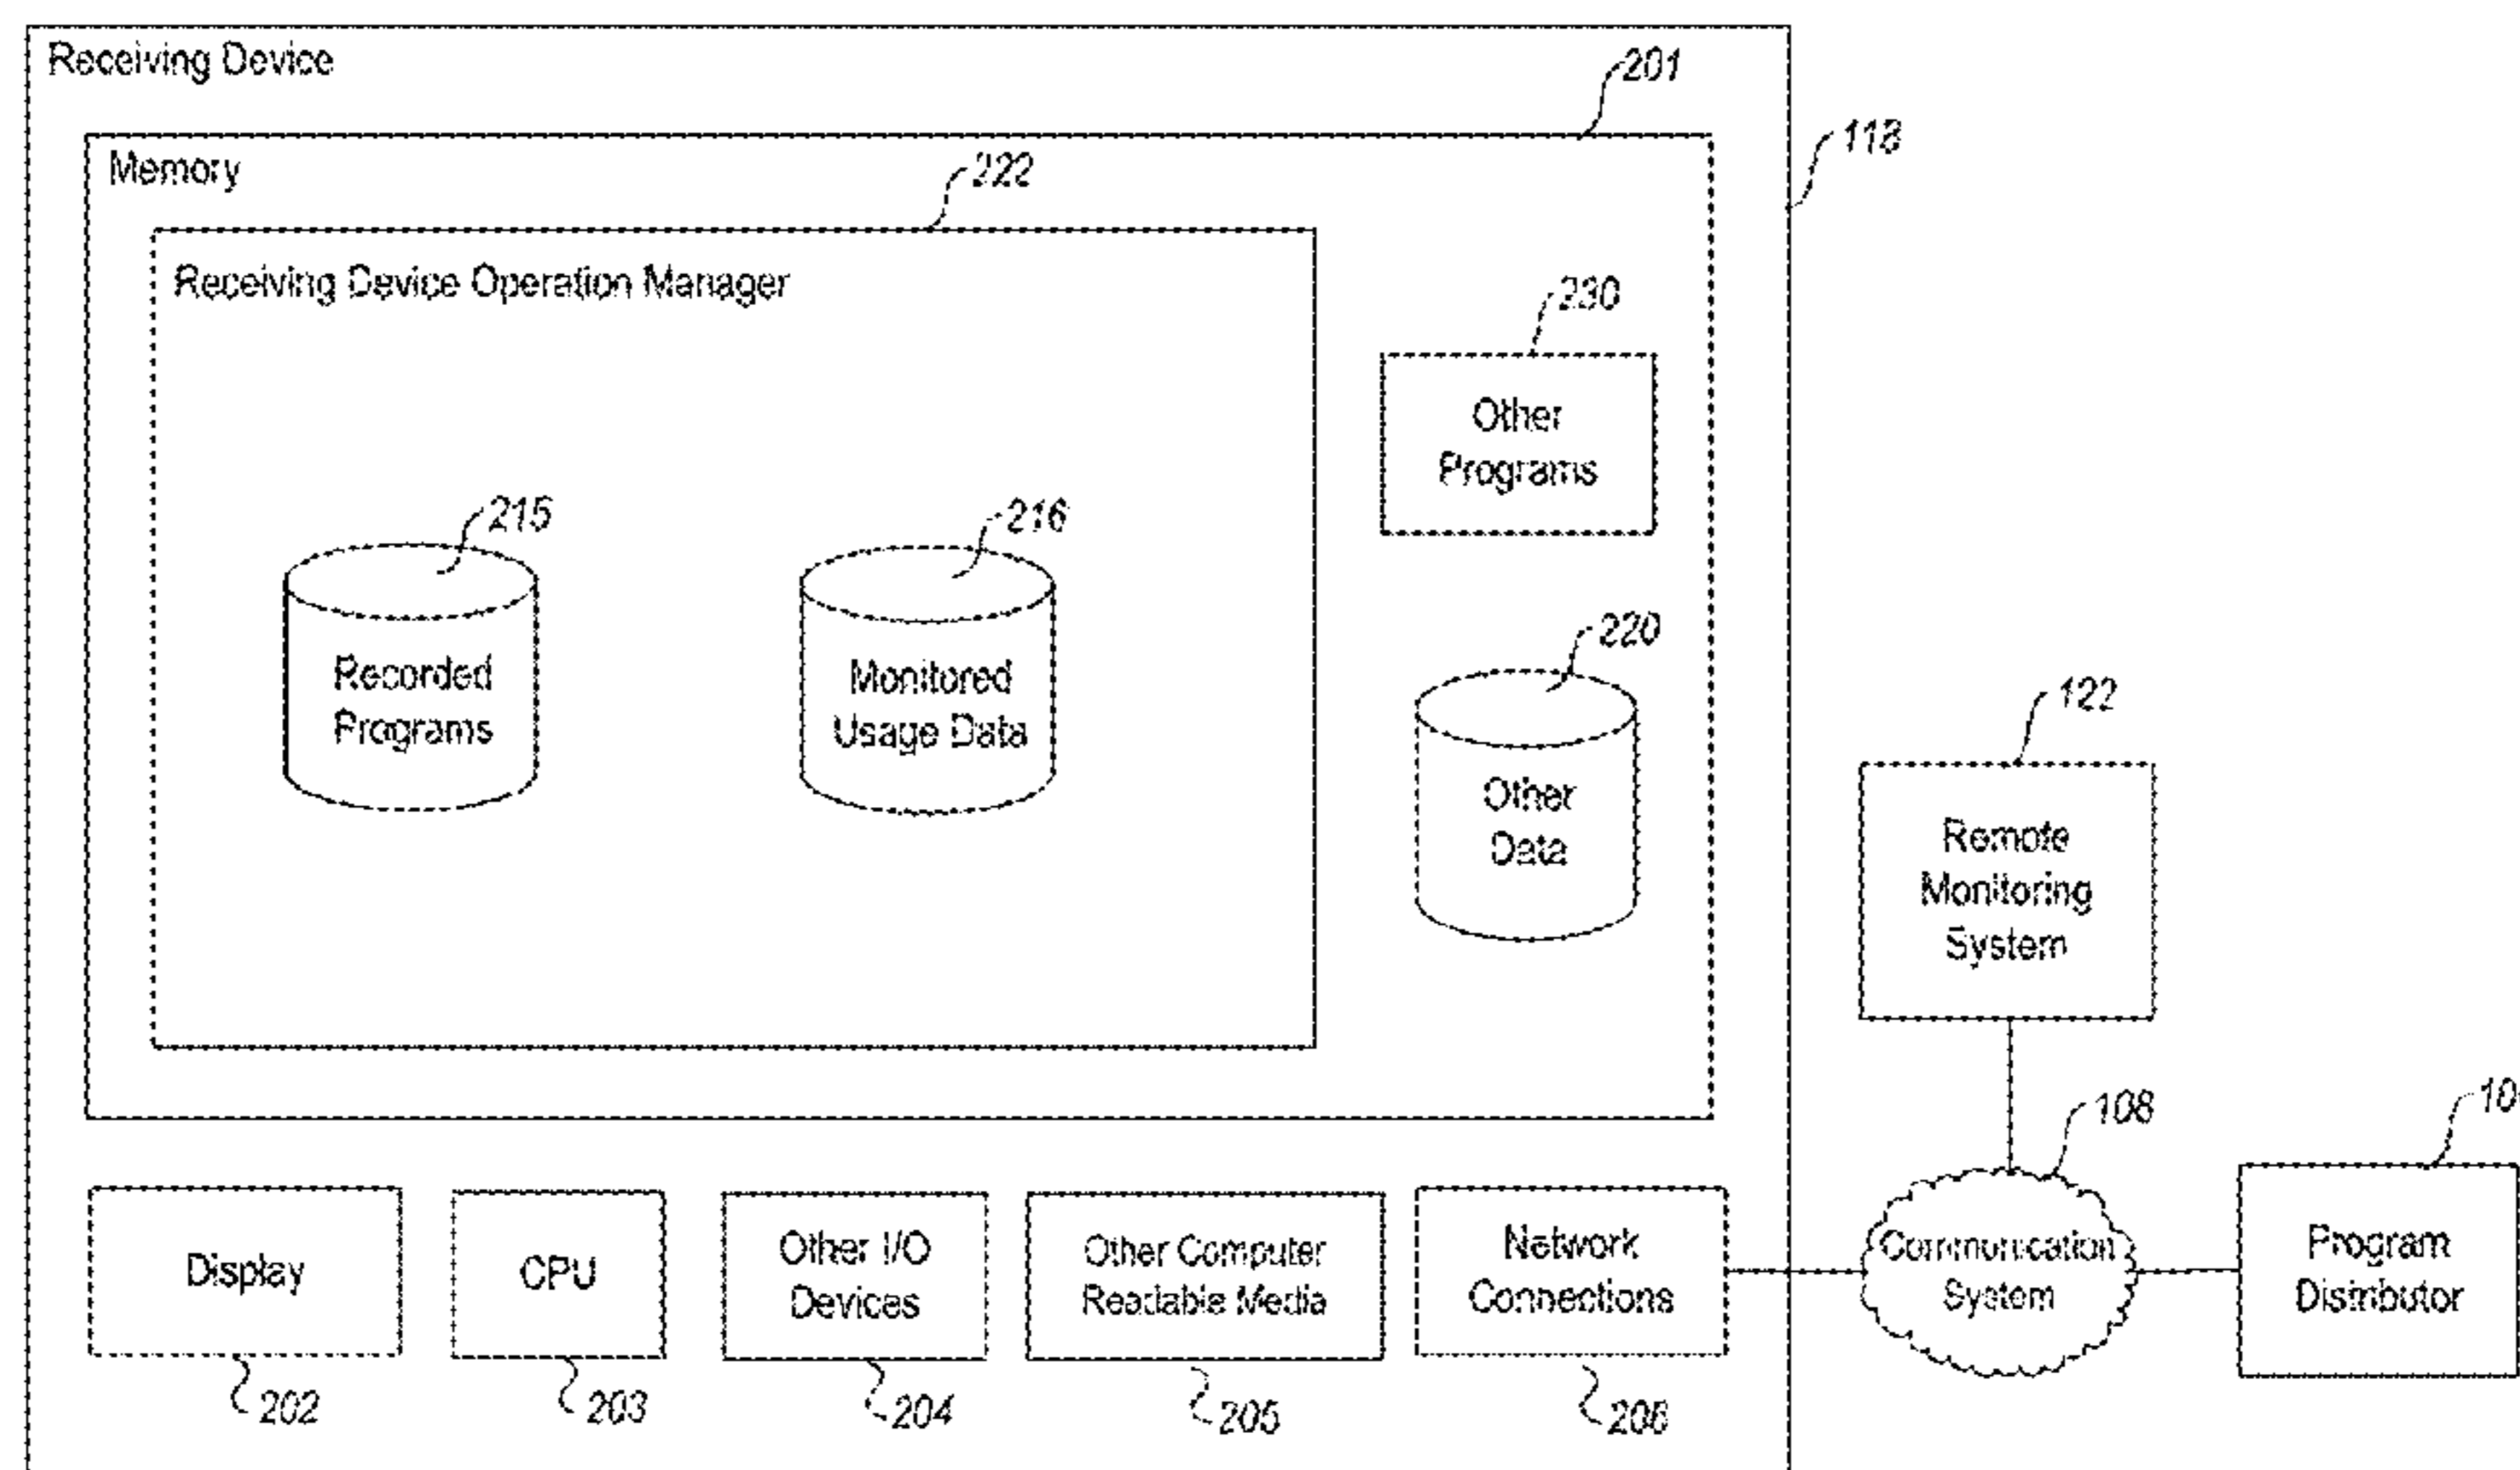 Receiving Device
201
118
Memory
222
Receiving Device Operation Manager
230
Other
Programs
215
216
220
Recorded
Programs
Monitored
Usage Data
Other
Data
122
Remote
Monitoring
System
108
10
Display
CPU
Other I/O
Devices
Other Computer
Readable Media
Network
Connections
Communication
System
Program
Distributor
202
203
204
205
206